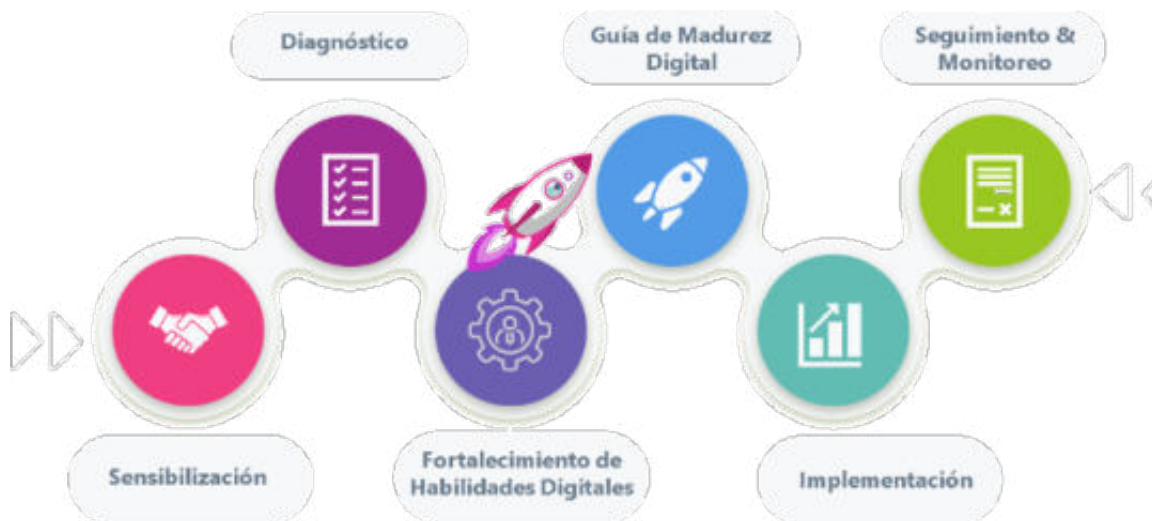 Diagnóstico
Guía de Madurez
Digital
Seguimiento &
Monitoreo
Sensibilización
Fortalecimiento de
Habilidades Digitales
Implementación